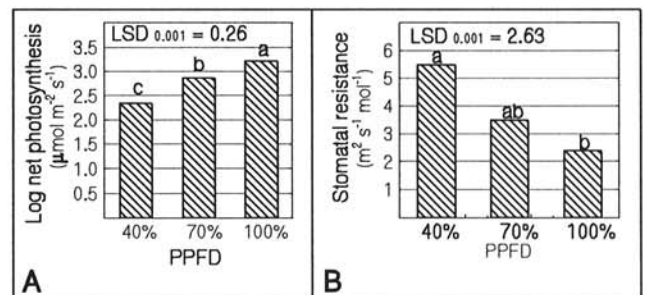 LSD 0.001 = 0.26
Log net photosynthesis
(μmol m⁻² s⁻¹)
3.5
3.0
2.5
2.0
1.5
1.0
0.5
c
b
a
40% 70% 100%
PPFD
A
LSD 0.001 = 2.63
Stomatal resistance
(m² s⁻¹ mol⁻¹)
6
5
4
3
2
1
a
ab
b
40% 70% 100%
PPFD
B